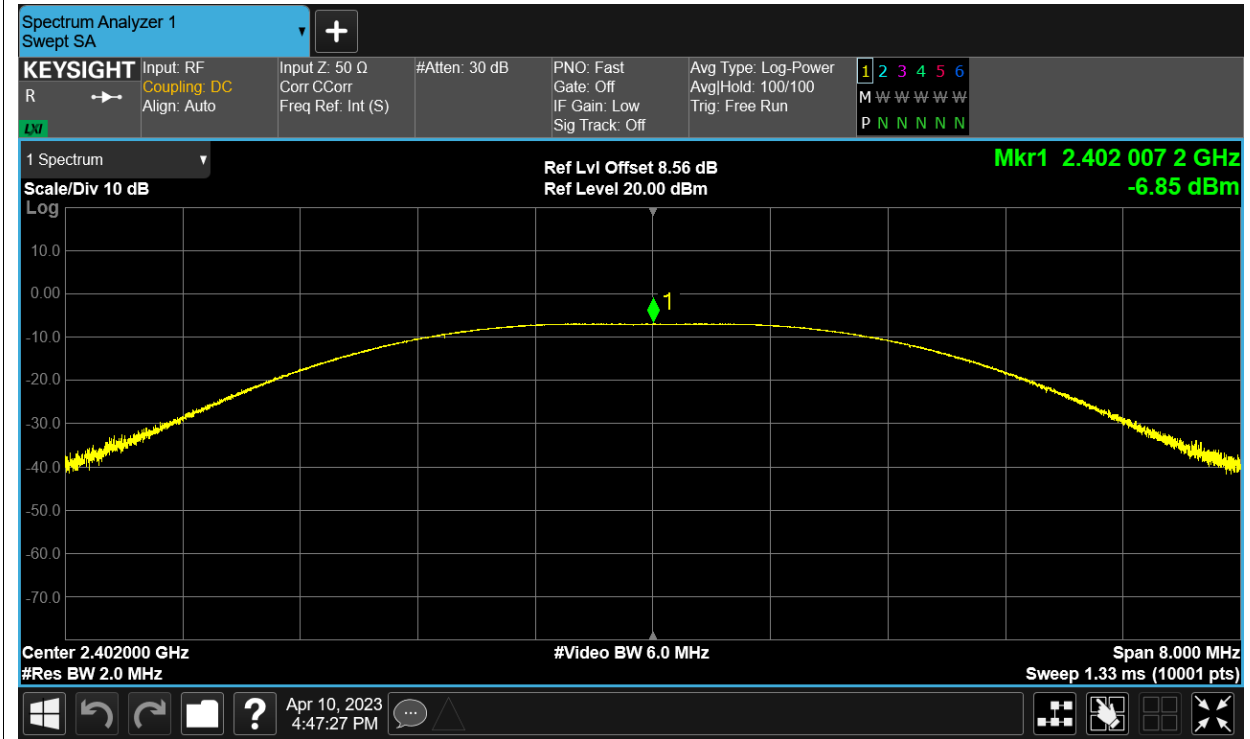 Spectrum Analyzer 1
Swept SA
+
KEYSIGHT
R
LXI
Input: RF
Coupling: DC
Align: Auto
Input Z: 50 Ω
Corr CCorr
Freq Ref: Int (S)
#Atten: 30 dB
PNO: Fast
Gate: Off
IF Gain: Low
Sig Track: Off
Avg Type: Log-Power
Avg|Hold: 100/100
Trig: Free Run
1 2 3 4 5 6
M W W W W W
P N N N N N
1 Spectrum
Scale/Div 10 dB
Log
Ref Lvl Offset 8.56 dB
Ref Level 20.00 dBm
Mkr1 2.402 007 2 GHz
-6.85 dBm
10.0
0.00
-10.0
-20.0
-30.0
-40.0
-50.0
-60.0
-70.0
1
Center 2.402000 GHz
#Res BW 2.0 MHz
#Video BW 6.0 MHz
Span 8.000 MHz
Sweep 1.33 ms (10001 pts)
?
Apr 10, 2023
4:47:27 PM